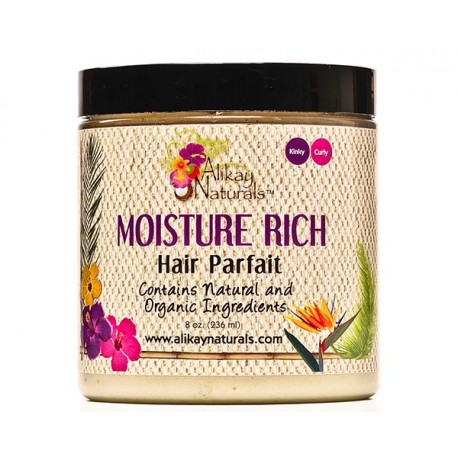 Kinky Curly
Alikay
Naturals™
MOISTURE RICH
Hair Parfait
Contains Natural and
Organic Ingredients
8 oz. (236 ml)
www.alikaynaturals.com